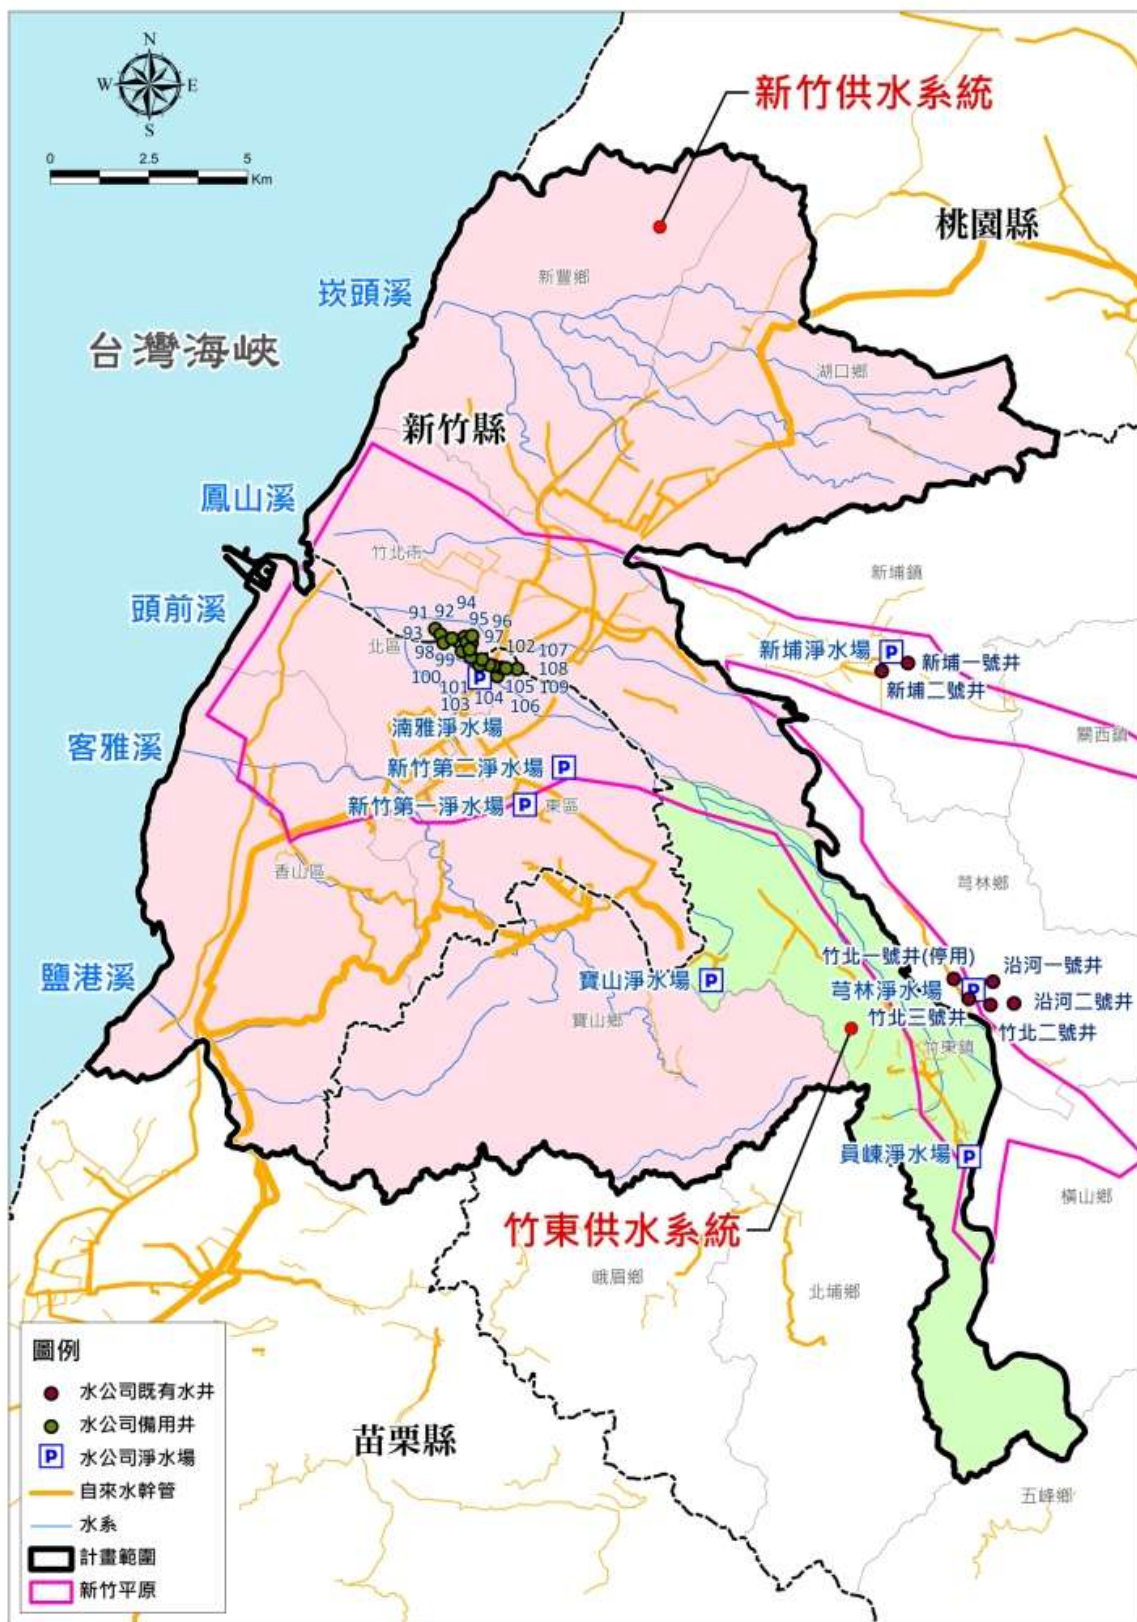 N
W
E
S
0
2.5
5
Km
新竹供水系統
桃園縣
新豐鄉
崁頭溪
台灣海峽
湖口鄉
新竹縣
鳳山溪
竹北市
新埔鎮
頭前溪
91
92
94
95
96
93
97
北區
98
99
102
107
100
101
108
103
104
105
109
106
新埔淨水場
新埔一號井
新埔二號井
湳雅淨水場
關西鎮
客雅溪
新竹第二淨水場
新竹第一淨水場
東區
香山區
芎林鄉
鹽港溪
竹北一號井(停用)
沿河一號井
寶山淨水場
芎林淨水場
沿河二號井
竹北三號井
竹北二號井
寶山鄉
竹東鎮
員崠淨水場
橫山鄉
竹東供水系統
峨眉鄉
北埔鄉
苗栗縣
五峰鄉
圖例
水公司既有水井
水公司備用井
P 水公司淨水場
自來水幹管
水系
計畫範圍
新竹平原